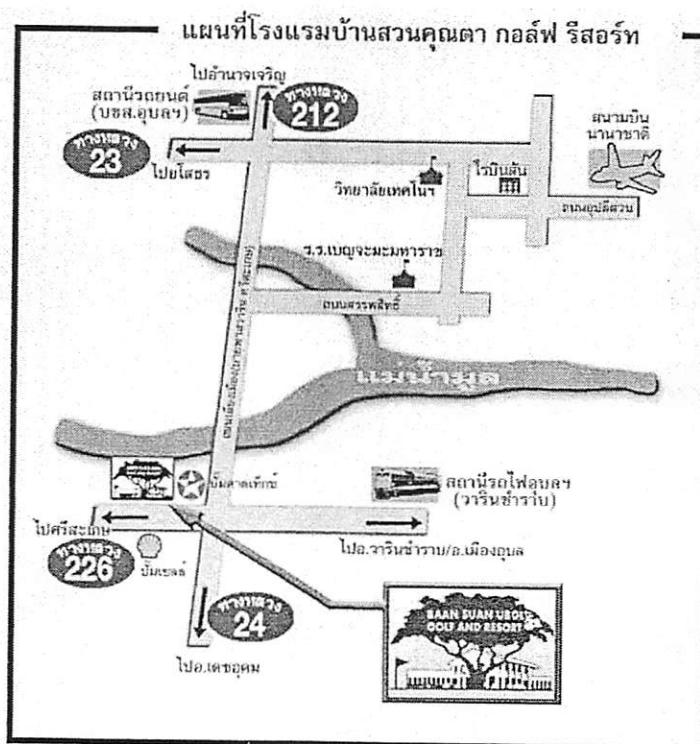 แผนที่โรงแรมบ้านสวนคุณตา กอล์ฟ รีสอร์ท
ไปอำนาจเจริญ
สถานีรถยนต์
(บขส.อุบลฯ)
ทางหลวง
212
ทางหลวง
23
ไปยโสธร
สนามบิน
นานาชาติ
วิทยาลัยเทคนิคฯ
โรบินสัน
ถนนอุปลีสาน
ร.ร.เบญจะมะมหาราช
ถนนสรรพสิทธิ์
แม่น้ำมูล
ปั๊มคาลเท็กซ์
สถานีรถไฟอุบลฯ
(วารินชำราบ)
ไปศรีสะเกษ
ทางหลวง
226
ปั๊มเชลล์
ไปอ.วารินชำราบ/อ.เมืองอุบล
ทางหลวง
24
ไปอ.เดชอุดม
BAAN SUAN UBOL
GOLF AND RESORT